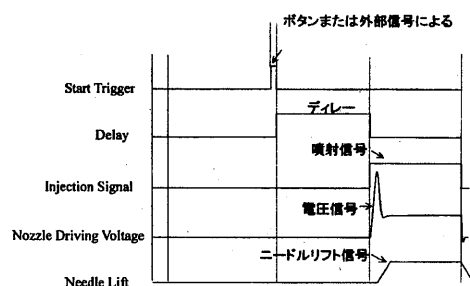 ボタンまたは外部信号による
Start Trigger
ディレー
Delay
噴射信号
Injection Signal
電圧信号
Nozzle Driving Voltage
ニードルリフト信号
Needle Lift